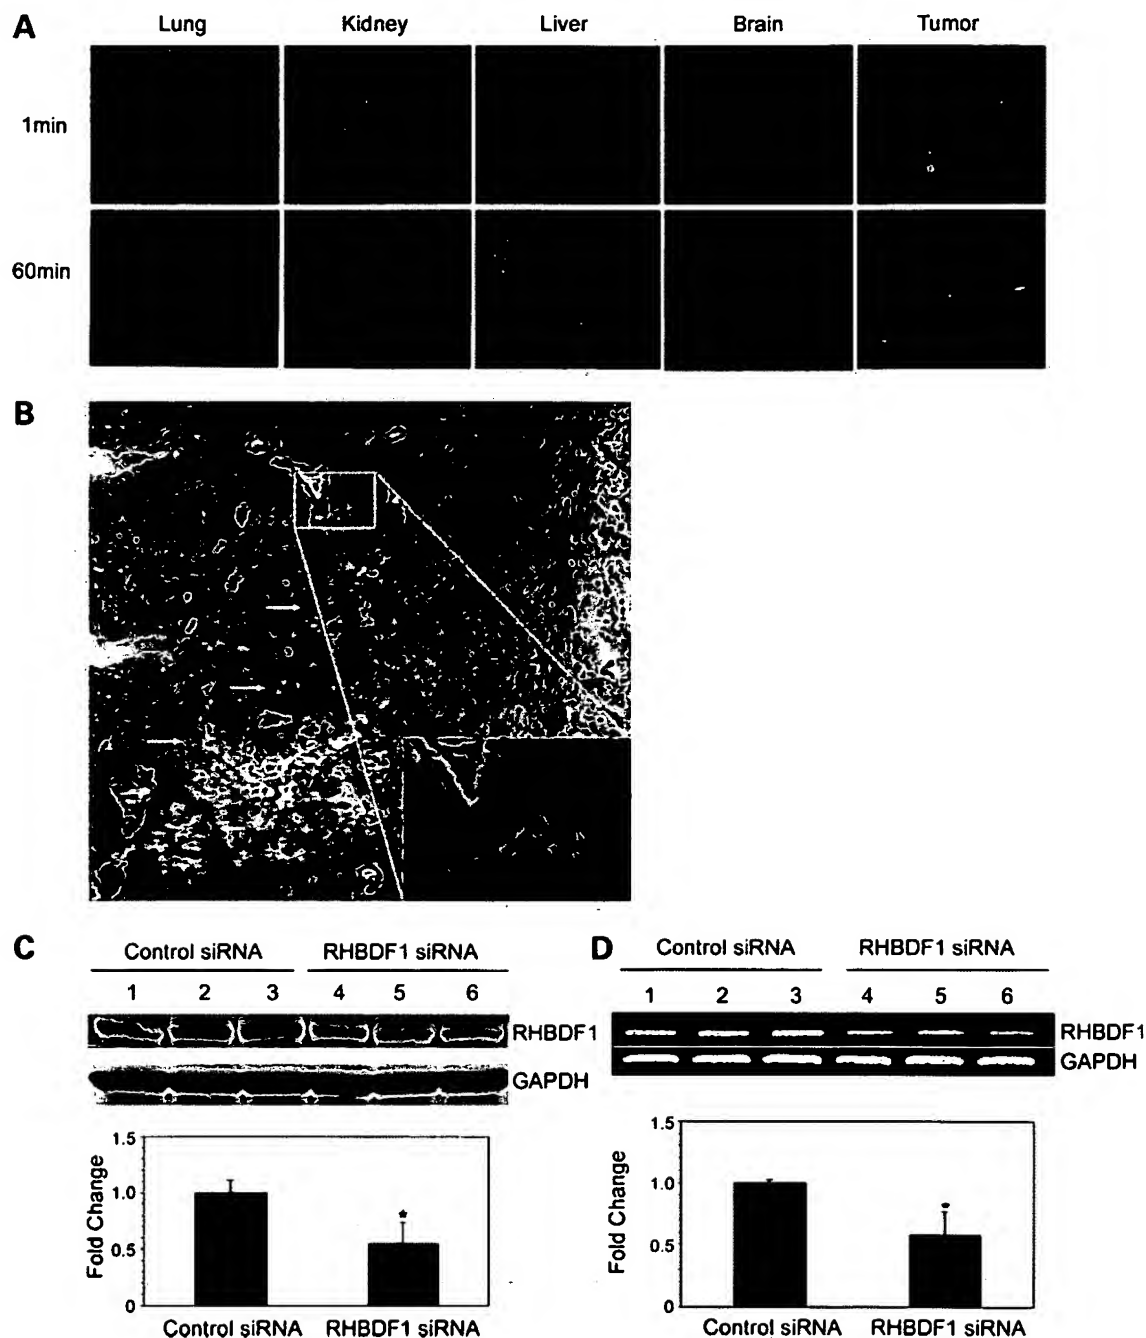 A
Lung Kidney Liver Brain Tumor
1min
60min
B
C
Control siRNA RHBDF1 siRNA
1 2 3 4 5 6
RHBDF1
GAPDH
1.5
1.0
0.5
0
Fold Change
Control siRNA RHBDF1 siRNA
D
Control siRNA RHBDF1 siRNA
1 2 3 4 5 6
RHBDF1
GAPDH
1.5
1.0
0.5
0
Fold Change
Control siRNA RHBDF1 siRNA